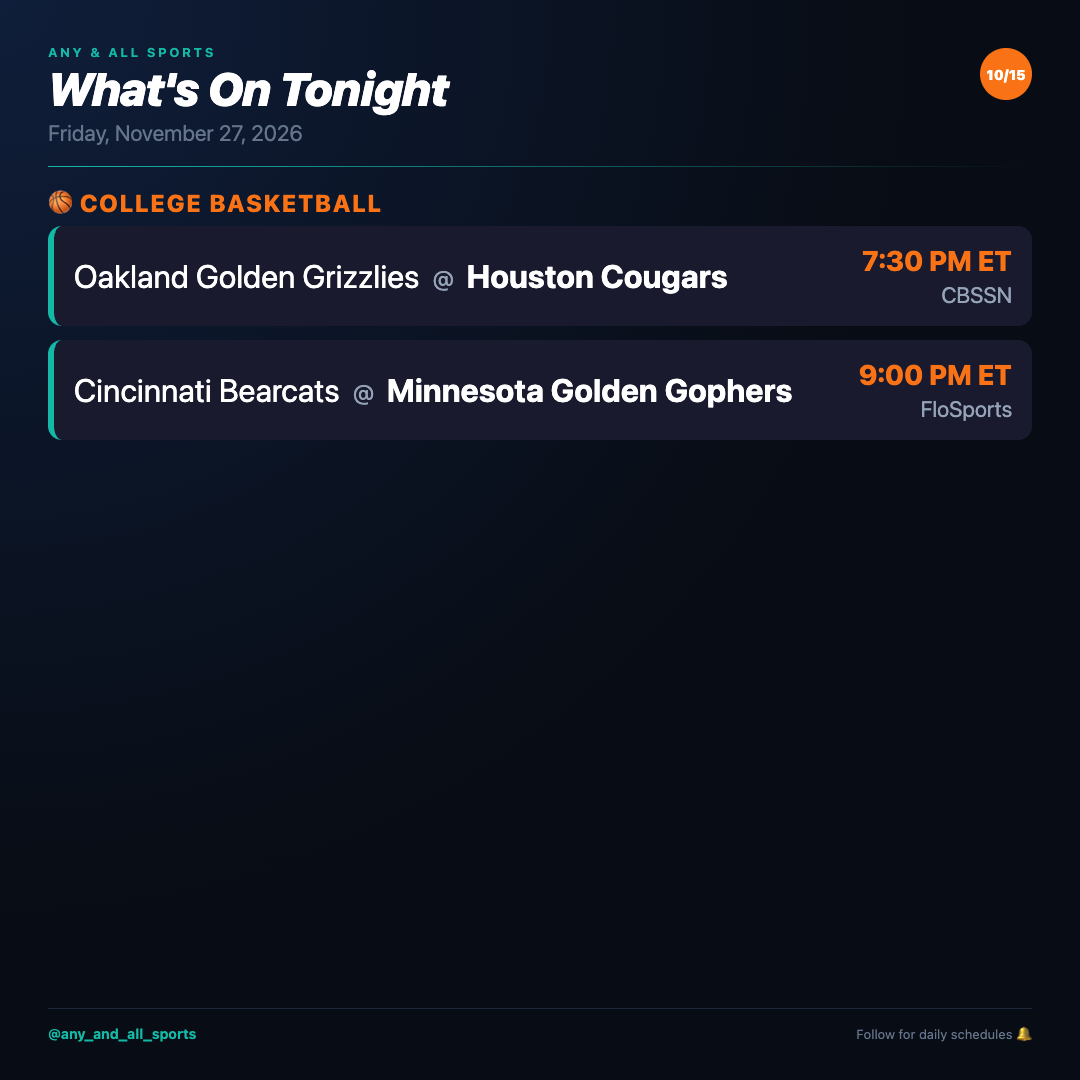 ANY & ALL SPORTS
What's On Tonight
10/15
Friday, November 27, 2026
🏀 COLLEGE BASKETBALL
Oakland Golden Grizzlies @ Houston Cougars
7:30 PM ET
CBSSN
Cincinnati Bearcats @ Minnesota Golden Gophers
9:00 PM ET
FloSports
@any_and_all_sports
Follow for daily schedules 🔔